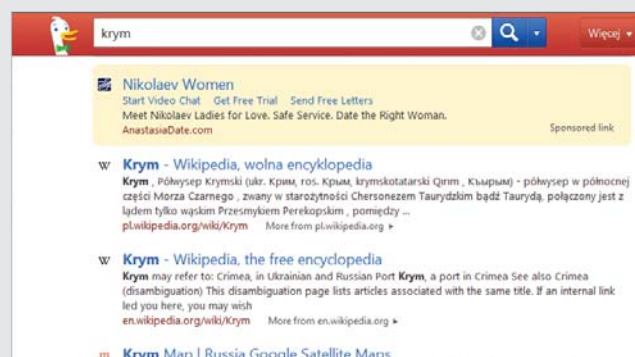 krym
Więcej
Nikolaev Women
Start Video Chat Get Free Trial Send Free Letters
Meet Nikolaev Ladies for Love. Safe Service. Date the Right Woman.
AnastasiaDate.com Sponsored link
W Krym - Wikipedia, wolna encyklopedia
Krym , Półwysep Krymski (ukr. Крим, ros. Крым, krymskotatarski Qırım , Къырым) - półwysep w północnej
części Morza Czarnego , zwany w starożytności Chersonezem Taurydzkim bądź Taurydą, połączony jest z
lądem tylko wąskim Przesmykiem Perekopskim , pomiędzy ...
pl.wikipedia.org/wiki/Krym More from pl.wikipedia.org
W Krym - Wikipedia, the free encyclopedia
Krym may refer to: Crimea, in Ukrainian and Russian Port Krym, a port in Crimea See also Crimea
(disambiguation) This disambiguation page lists articles associated with the same title. If an internal link
led you here, you may wish
en.wikipedia.org/wiki/Krym More from en.wikipedia.org
m Krym Map | Russia Google Satellite Maps